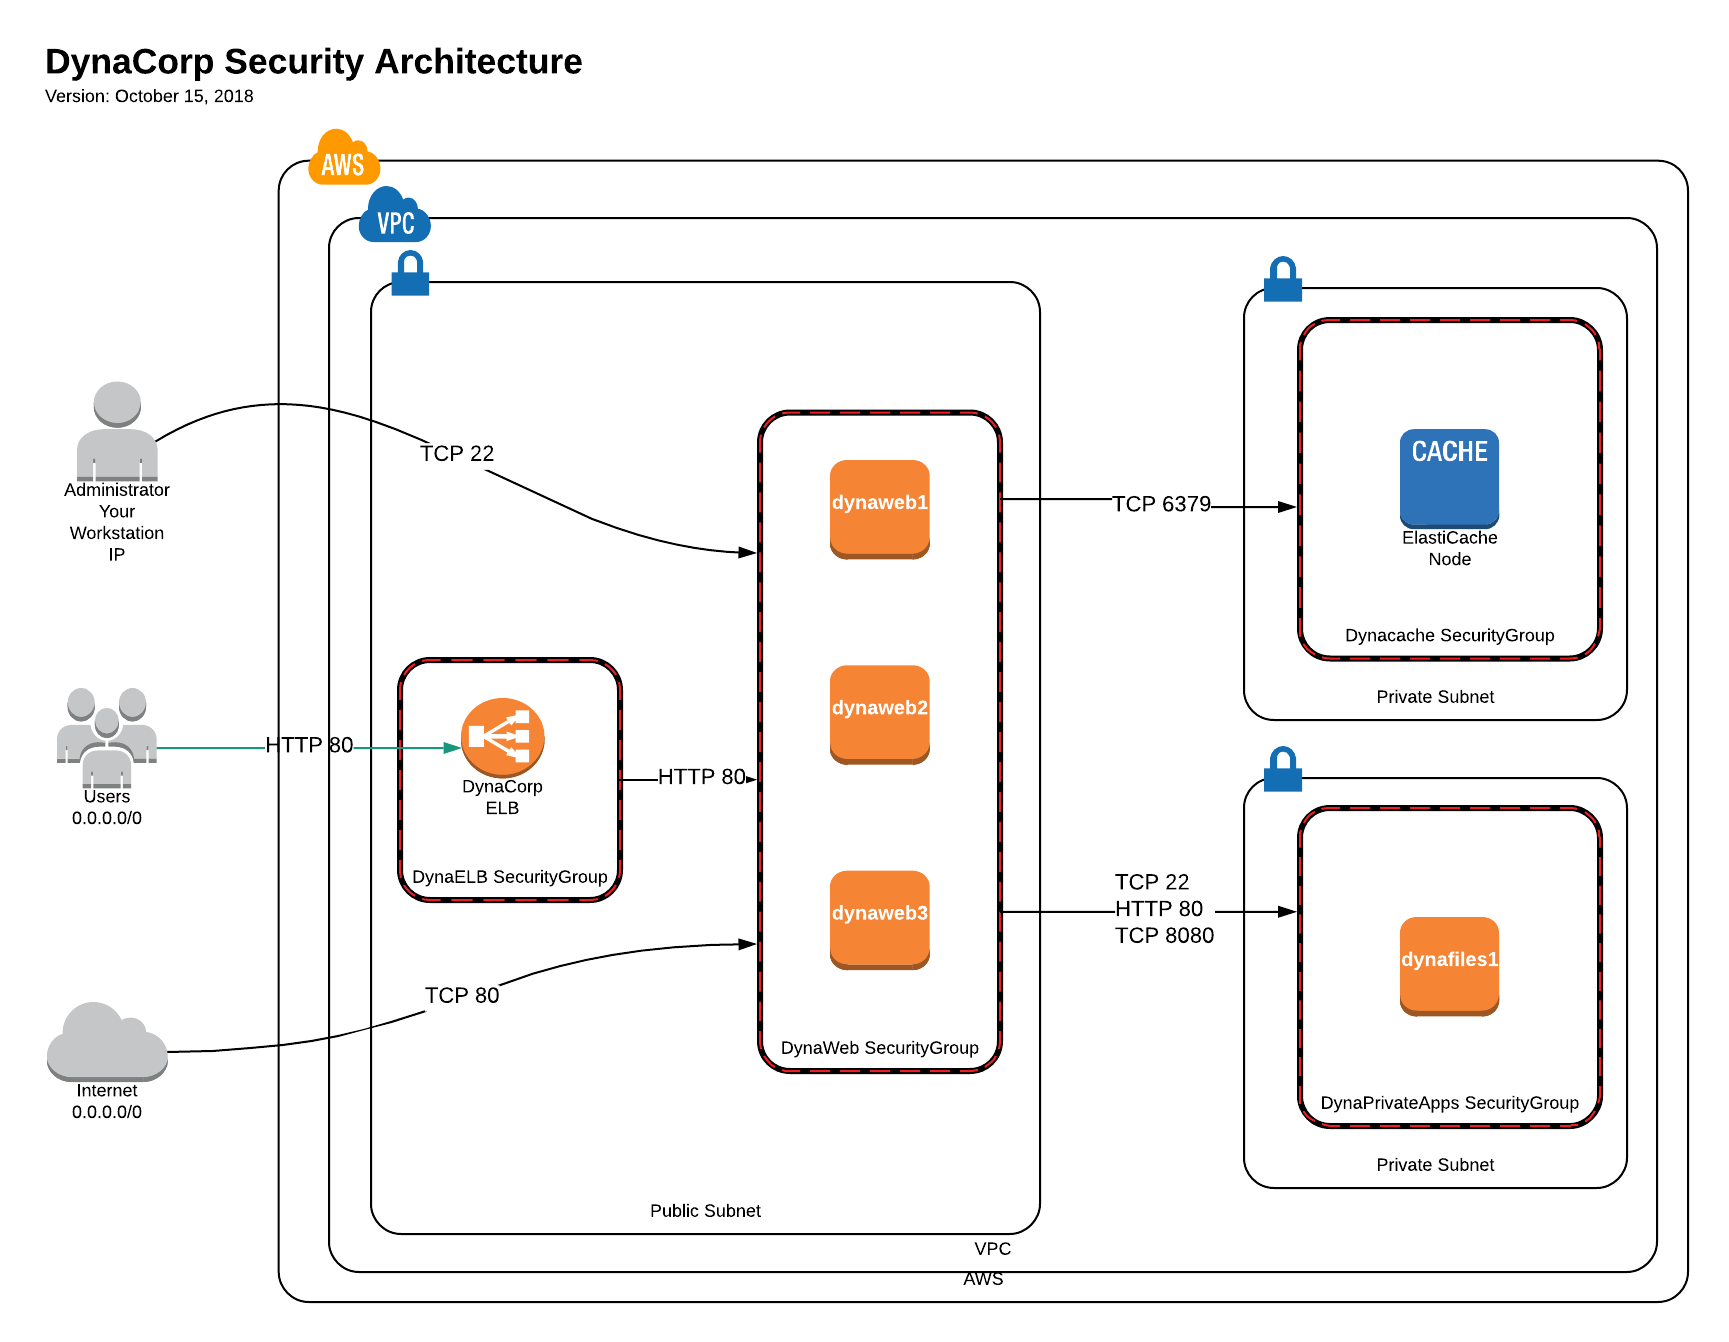 DynaCorp Security Architecture
Version: October 15, 2018
AWS
VPC
Administrator
Your
Workstation
IP
TCP 22
Users
0.0.0.0/0
HTTP 80
DynaCorp
ELB
DynaELB SecurityGroup
HTTP 80
Internet
0.0.0.0/0
TCP 80
dynaweb1
dynaweb2
dynaweb3
DynaWeb SecurityGroup
Public Subnet
TCP 6379
CACHE
ElastiCache
Node
Dynacache SecurityGroup
Private Subnet
TCP 22
HTTP 80
TCP 8080
dynafiles1
DynaPrivateApps SecurityGroup
Private Subnet
VPC
AWS